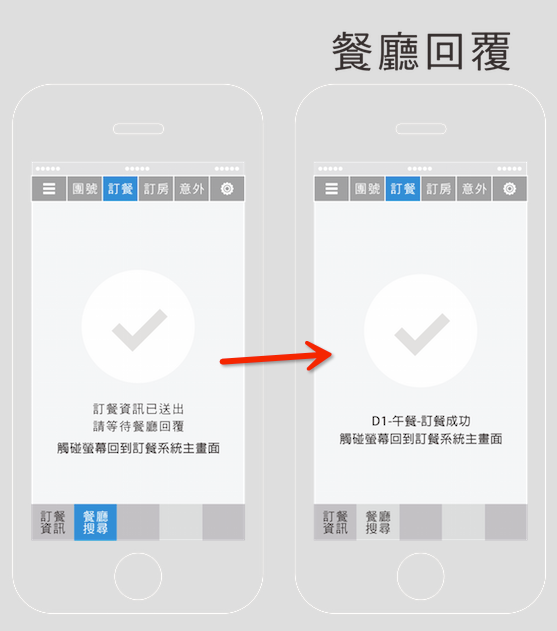 餐廳回覆
團號 訂餐 訂房 意外
訂餐資訊已送出
請等待餐廳回覆
觸碰螢幕回到訂餐系統主畫面
訂餐
資訊
餐廳
搜尋
團號 訂餐 訂房 意外
D1-午餐-訂餐成功
觸碰螢幕回到訂餐系統主畫面
訂餐
資訊
餐廳
搜尋